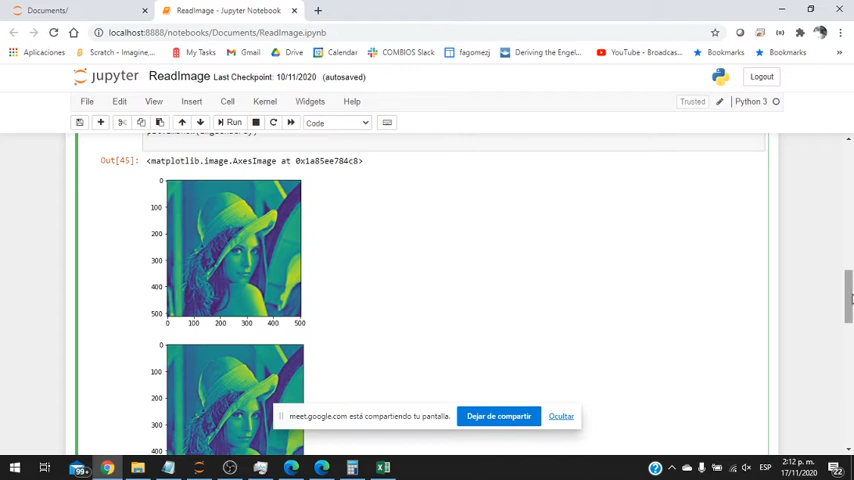 Documents/
ReadImage - Jupyter Notebook
localhost:8888/notebooks/Documents/ReadImage.ipynb
Aplicaciones
Scratch - Imagine,...
My Tasks
Gmail
Drive
Calendar
COMBIOS Slack
fagomezj
Deriving the Engel...
YouTube - Broadcas...
Bookmarks
Bookmarks
jupyter
ReadImage
Last Checkpoint: 10/11/2020 (autosaved)
Logout
File
Edit
View
Insert
Cell
Kernel
Widgets
Help
Trusted
Python 3
Run
Code
Out[45]:
<matplotlib.image.AxesImage at 0x1a85ee784c8>
0
100
200
300
400
500
0
100
200
300
400
500
0
100
200
300
400
meet.google.com está compartiendo tu pantalla.
Dejar de compartir
Ocultar
99+
ESP
2:12 p. m.
17/11/2020
22